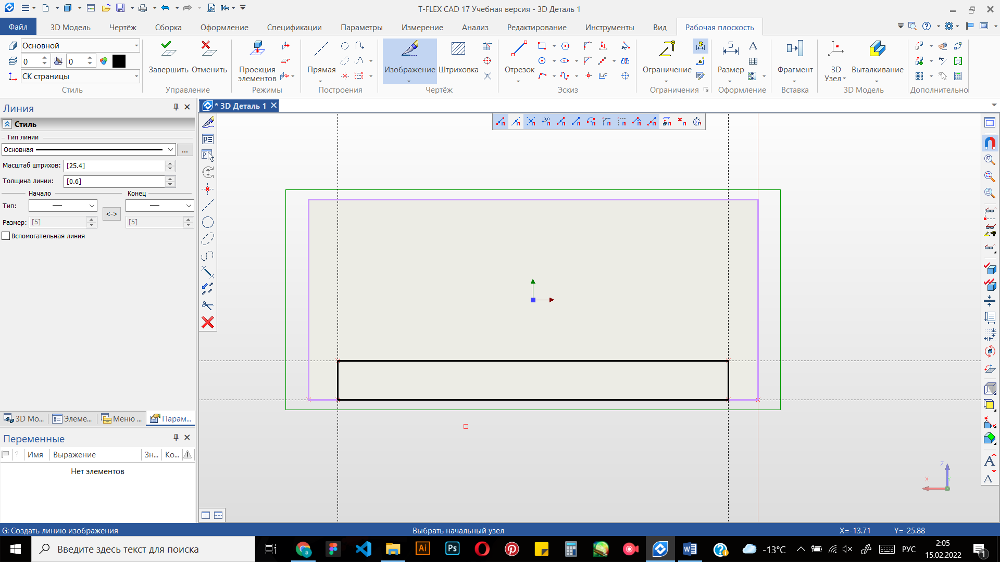 T-FLEX CAD 17 Учебная версия - 3D Деталь 1
Файл
3D Модель
Чертёж
Сборка
Оформление
Спецификации
Параметры
Измерение
Анализ
Редактирование
Инструменты
Вид
Рабочая плоскость
Основной
0
0
СК страницы
Стиль
Завершить
Отменить
Управление
Проекция элементов
Режимы
Прямая
Построения
Изображение
Штриховка
Чертёж
Отрезок
Эскиз
Ограничение
Ограничения
Размер
Оформление
Фрагмент
Вставка
3D Узел
Выталкивание
3D Модель
Дополнительно
Линия
* 3D Деталь 1
Стиль
Тип линии
Основная
...
Масштаб штрихов: [25.4]
Толщина линии: [0.6]
Начало
Конец
Тип:
<->
Размер: [5]
[5]
Вспомогательная линия
3D Мо...
Элеме...
Меню ...
Парам...
Переменные
? Имя Выражение Зн... Ко...
Нет элементов
Z
X
G: Создать линию изображения
Выбрать начальный узел
X=-13.71
Y=-25.88
Введите здесь текст для поиска
Ai
Ps
-13°C
РУС
2:05
15.02.2022
1